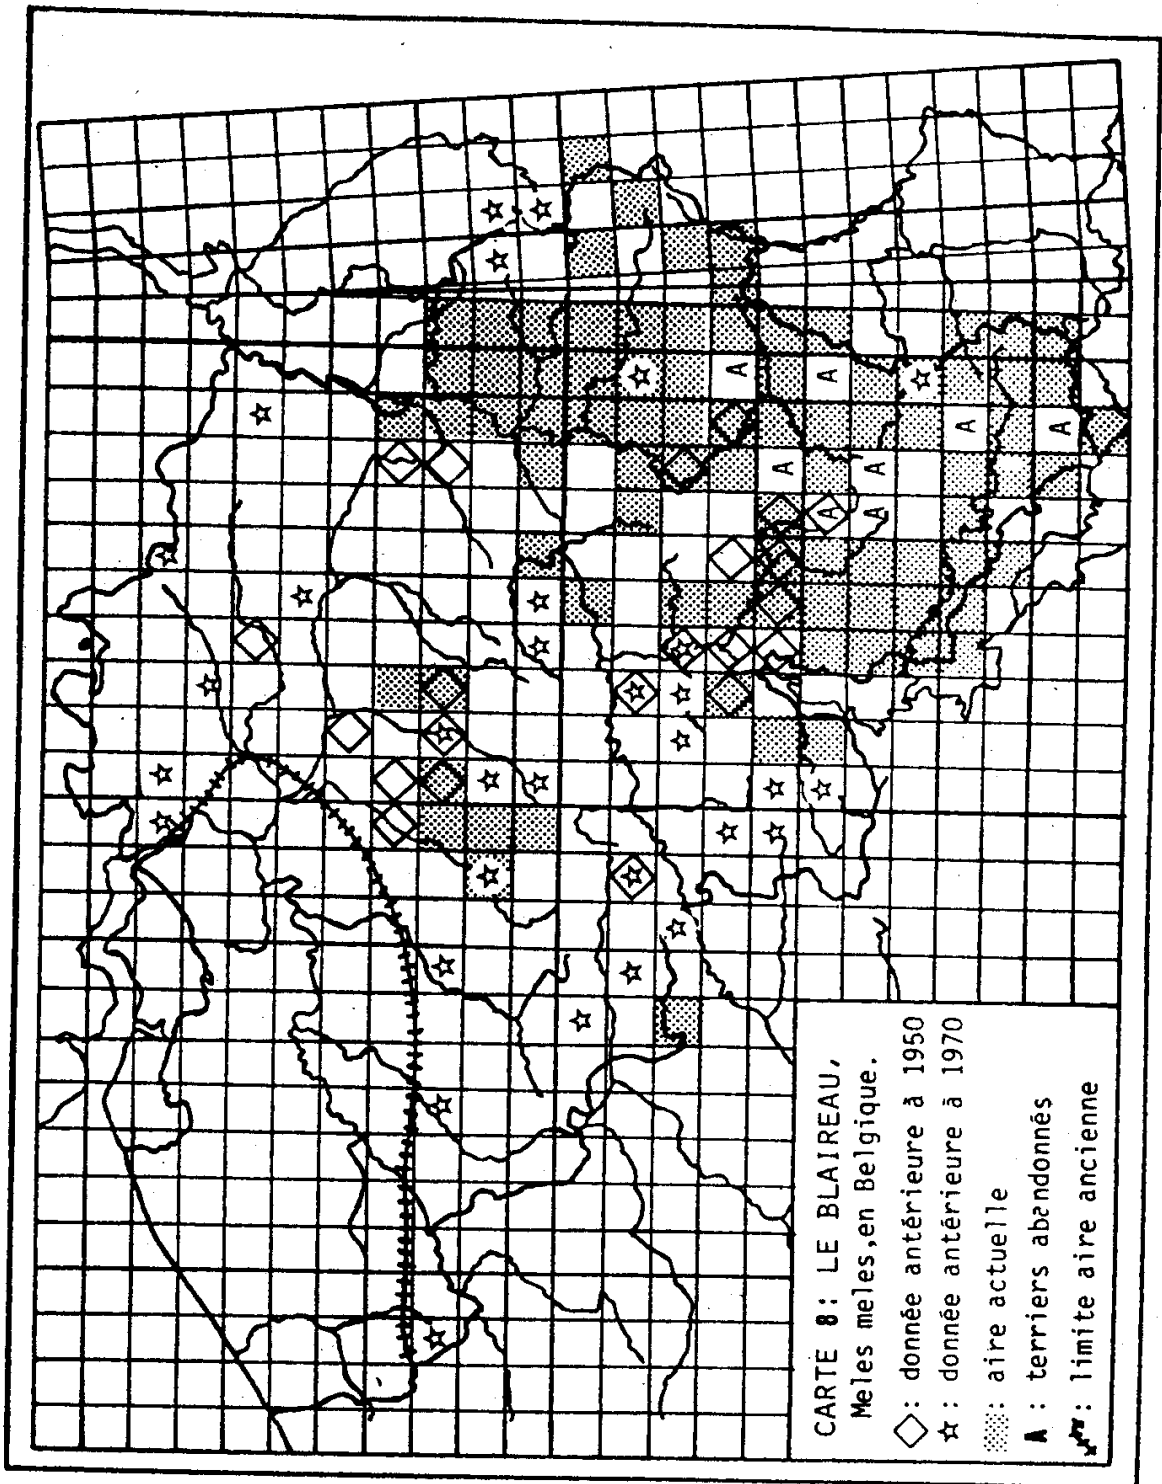 CARTE 8: LE BLAIREAU,
Meles meles,en Belgique.
◇: donnée antérieure à 1950
☆: donnée antérieure à 1970
: aire actuelle
A : terriers abandonnés
: limite aire ancienne
A
A
A
A
A
A
A
A